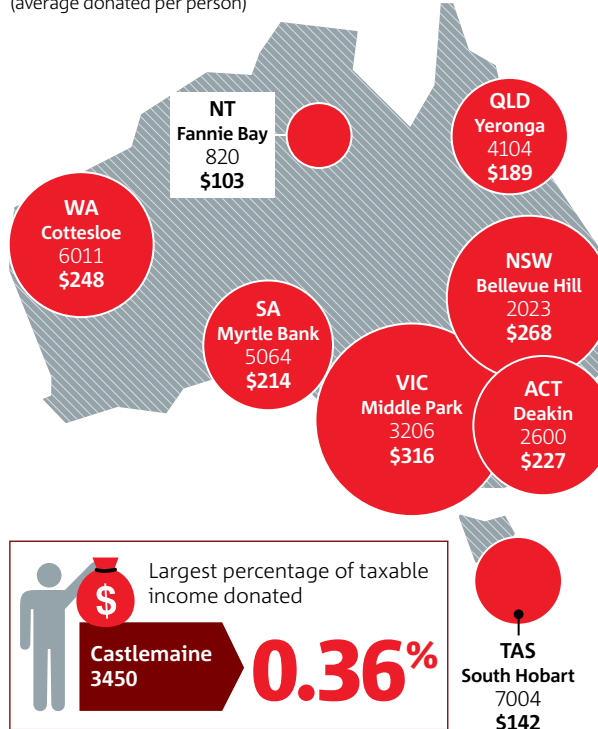 (average donated per person)
NT
Fannie Bay
820
$103
QLD
Yeronga
4104
$189
WA
Cottesloe
6011
$248
NSW
Bellevue Hill
2023
$268
SA
Myrtle Bank
5064
$214
VIC
Middle Park
3206
$316
ACT
Deakin
2600
$227
TAS
South Hobart
7004
$142
$
Largest percentage of taxable
income donated
Castlemaine
3450
0.36%